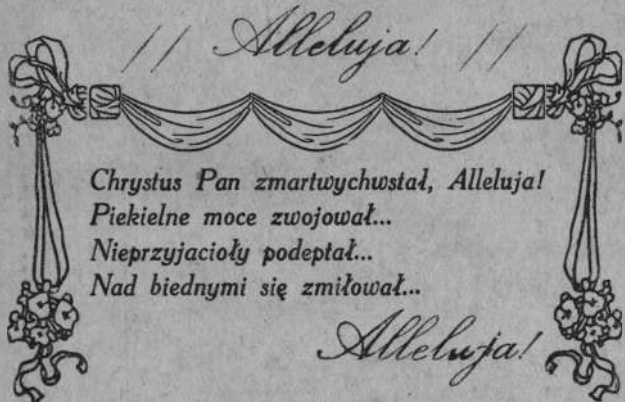 Alleluja!
Chrystus Pan zmartwychwstał, Alleluja!
Piekielne moce zwojował...
Nieprzyjacioły podeptał...
Nad biednymi się zmiłował...
Alleluja!